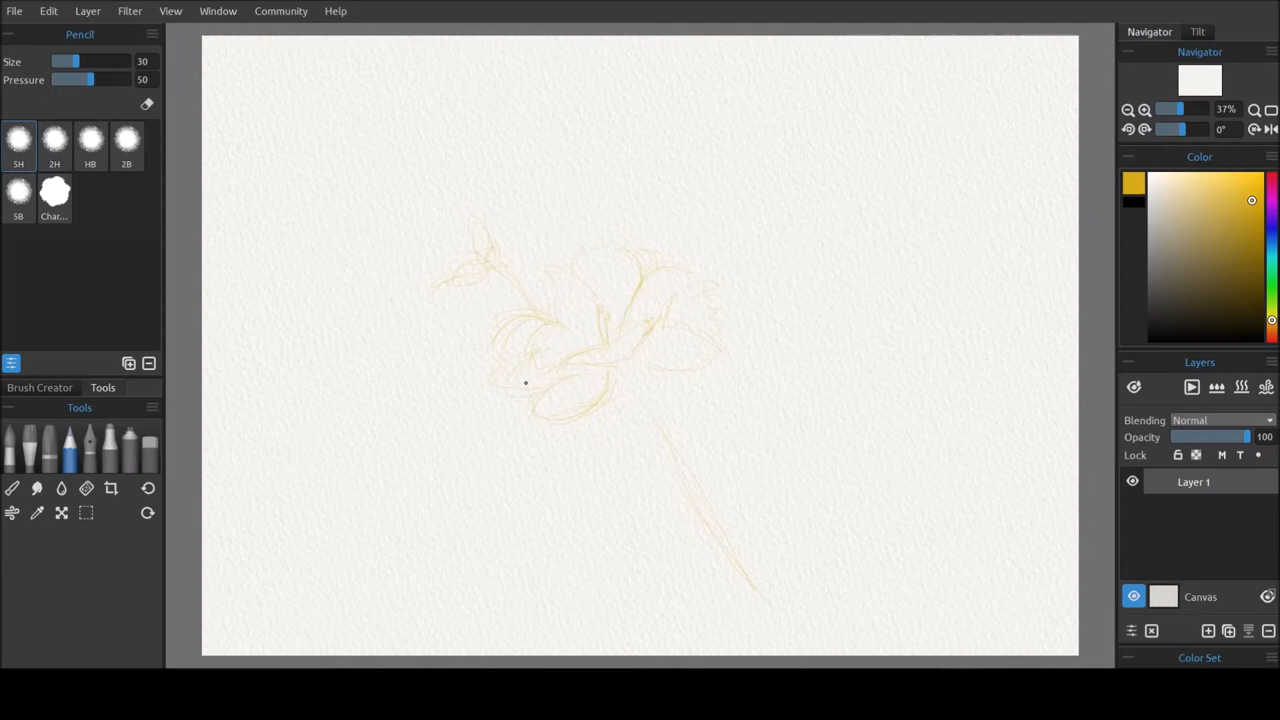 File Edit Layer Filter View Window Community Help
Pencil
Size 30
Pressure 50
5H 2H HB 2B
5B Char...
Brush Creator Tools
Tools
Navigator Tilt
Navigator
37%
0°
Color
Layers
Blending Normal
Opacity 100
Lock M T
Layer 1
Canvas
Color Set